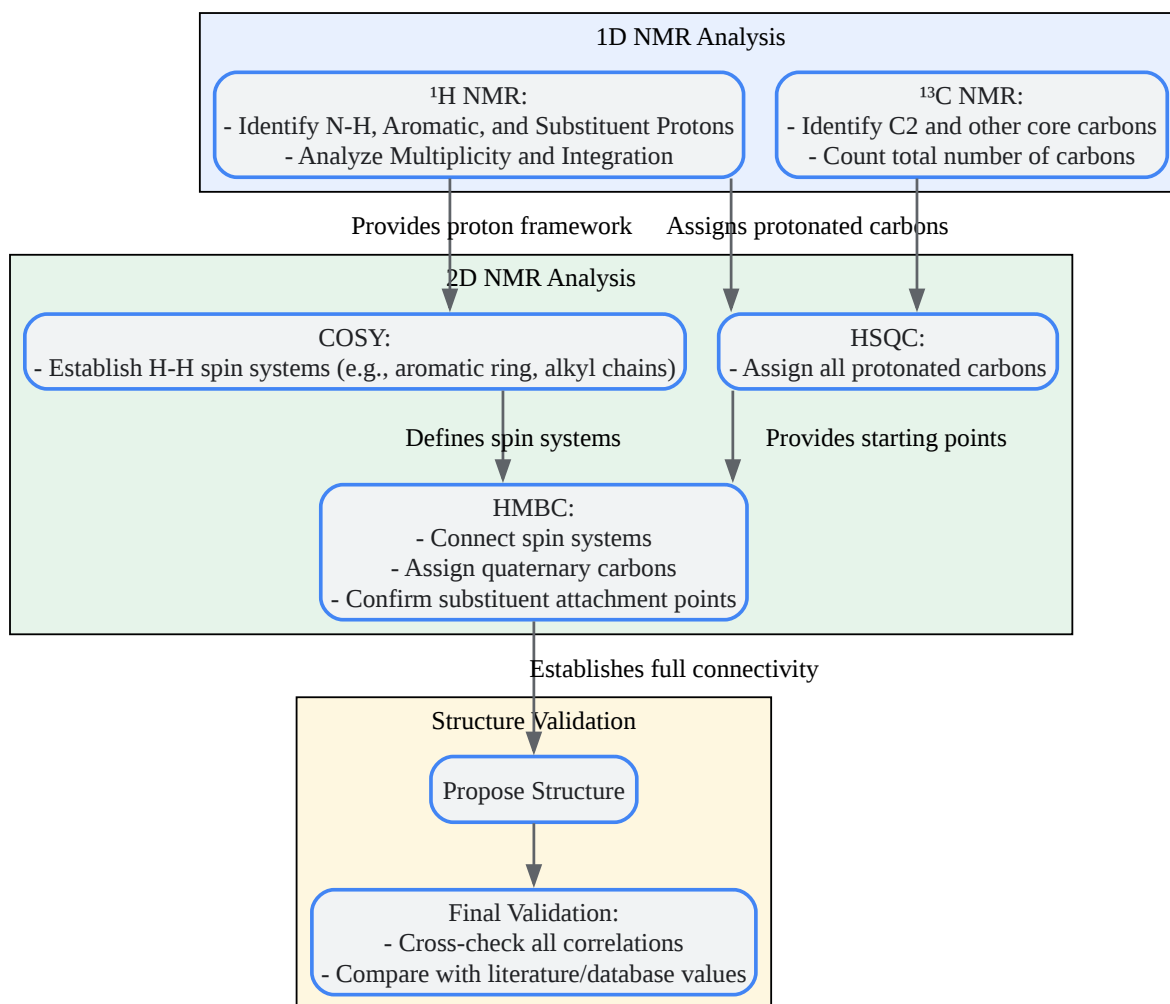 1D NMR Analysis
¹H NMR:
- Identify N-H, Aromatic, and Substituent Protons
- Analyze Multiplicity and Integration
¹³C NMR:
- Identify C2 and other core carbons
- Count total number of carbons
Provides proton framework
Assigns protonated carbons
2D NMR Analysis
COSY:
- Establish H-H spin systems (e.g., aromatic ring, alkyl chains)
HSQC:
- Assign all protonated carbons
Defines spin systems
Provides starting points
HMBC:
- Connect spin systems
- Assign quaternary carbons
- Confirm substituent attachment points
Establishes full connectivity
Structure Validation
Propose Structure
Final Validation:
- Cross-check all correlations
- Compare with literature/database values